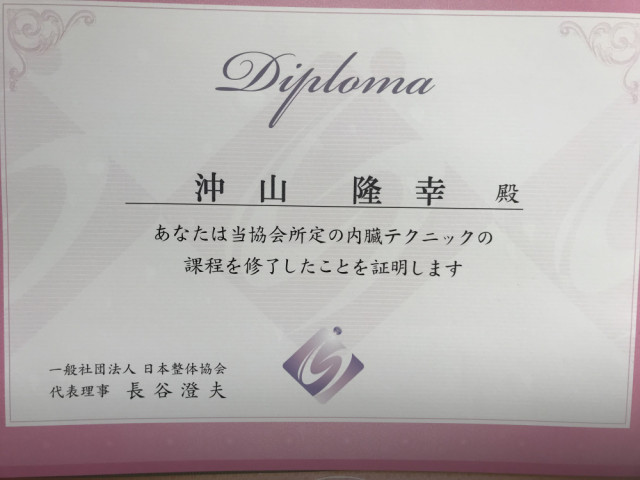 Diploma
沖山 隆幸 殿
あなたは当協会所定の内臓テクニックの
課程を修了したことを証明します
一般社団法人 日本整体協会
代表理事 長谷澄夫